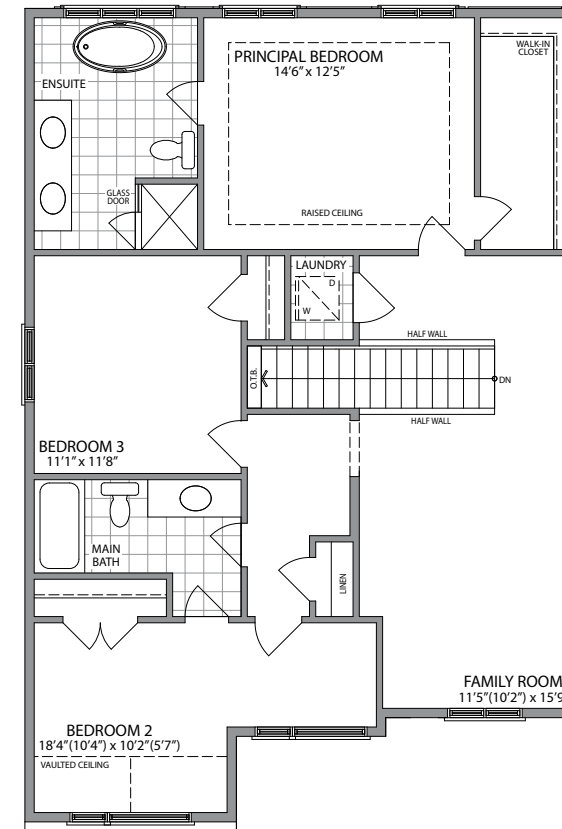 PRINCIPAL BEDROOM
14'6" x 12'5"
WALK-IN
CLOSET
ENSUITE
GLASS
DOOR
RAISED CEILING
LAUNDRY
D
W
HALF WALL
O.T.B.
DN
HALF WALL
BEDROOM 3
11'1" x 11'8"
MAIN
BATH
LINEN
FAMILY ROOM
11'5"(10'2") x 15'9
BEDROOM 2
18'4"(10'4") x 10'2"(5'7")
VAULTED CEILING